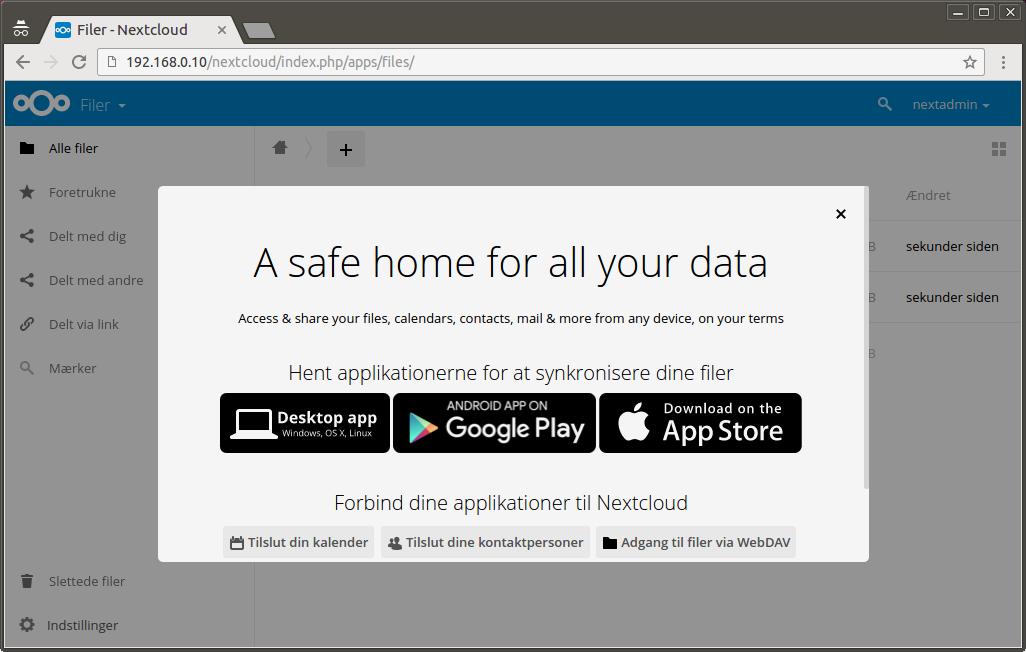 Filer - Nextcloud
192.168.0.10/nextcloud/index.php/apps/files/
Filer
nextadmin
Alle filer
Foretrukne
Delt med dig
Delt med andre
Delt via link
Mærker
Slettede filer
Indstillinger
Ændret
B
sekunder siden
B
sekunder siden
B
A safe home for all your data
Access & share your files, calendars, contacts, mail & more from any device, on your terms
Hent applikationerne for at synkronisere dine filer
Desktop app
Windows, OS X, Linux
ANDROID APP ON
Google Play
Download on the
App Store
Forbind dine applikationer til Nextcloud
Tilslut din kalender
Tilslut dine kontaktpersoner
Adgang til filer via WebDAV